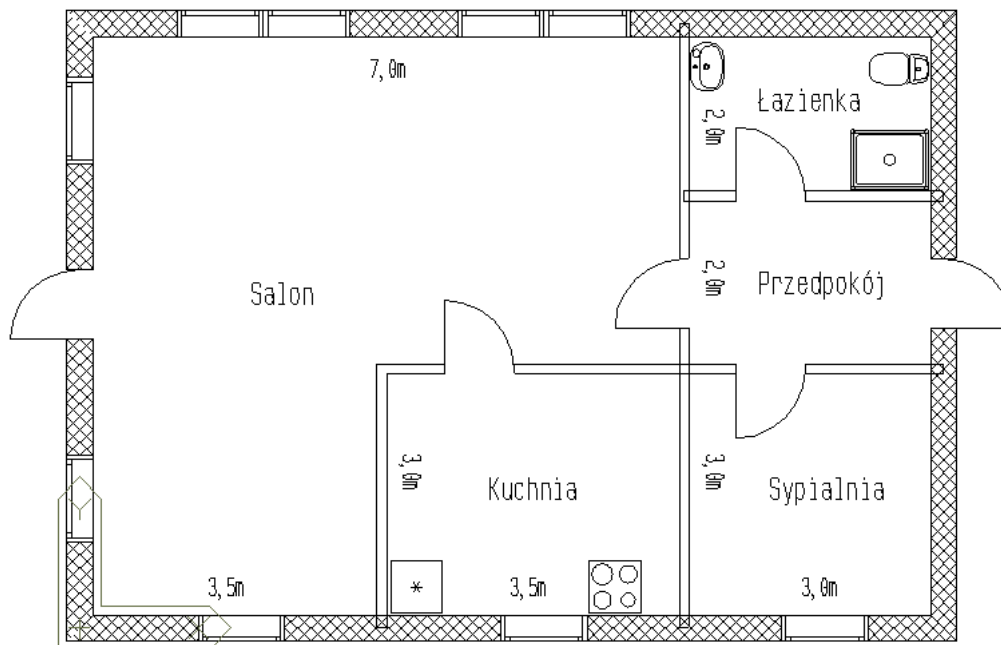 7,0m
Łazienka
2,0m
2,0m
Przedpokój
Salon
3,0m
Kuchnia
3,0m
Sypialnia
3,5m
*
3,5m
3,0m